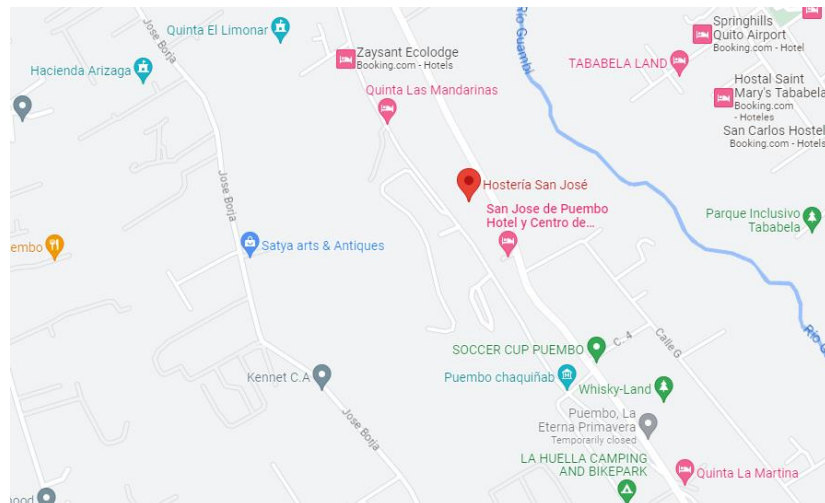 Quinta El Limonar
Jose Borja
Hacienda Arizaga
Zaysant Ecolodge
Booking.com - Hotels
Quinta Las Mandarinas
Río Guambi
Springhills
Quito Airport
Booking.com - Hotel
TABABELA LAND
Hostal Saint
Mary's Tababela
Booking.com
- Hoteles
San Carlos Hostel
Booking.com - Hotels
Hostería San José
San Jose de Puembo
Hotel y Centro de...
Parque Inclusivo
Tababela
Jose Borja
embo
Satya arts & Antiques
SOCCER CUP PUEMBO
C. 4
Calle G
Río G
Kennet C.A
Puembo chaquiñab
Whisky-Land
Jose Borja
Puembo, La
Eterna Primavera
Temporarily closed
LA HUELLA CAMPING
AND BIKEPARK
Quinta La Martina
ood